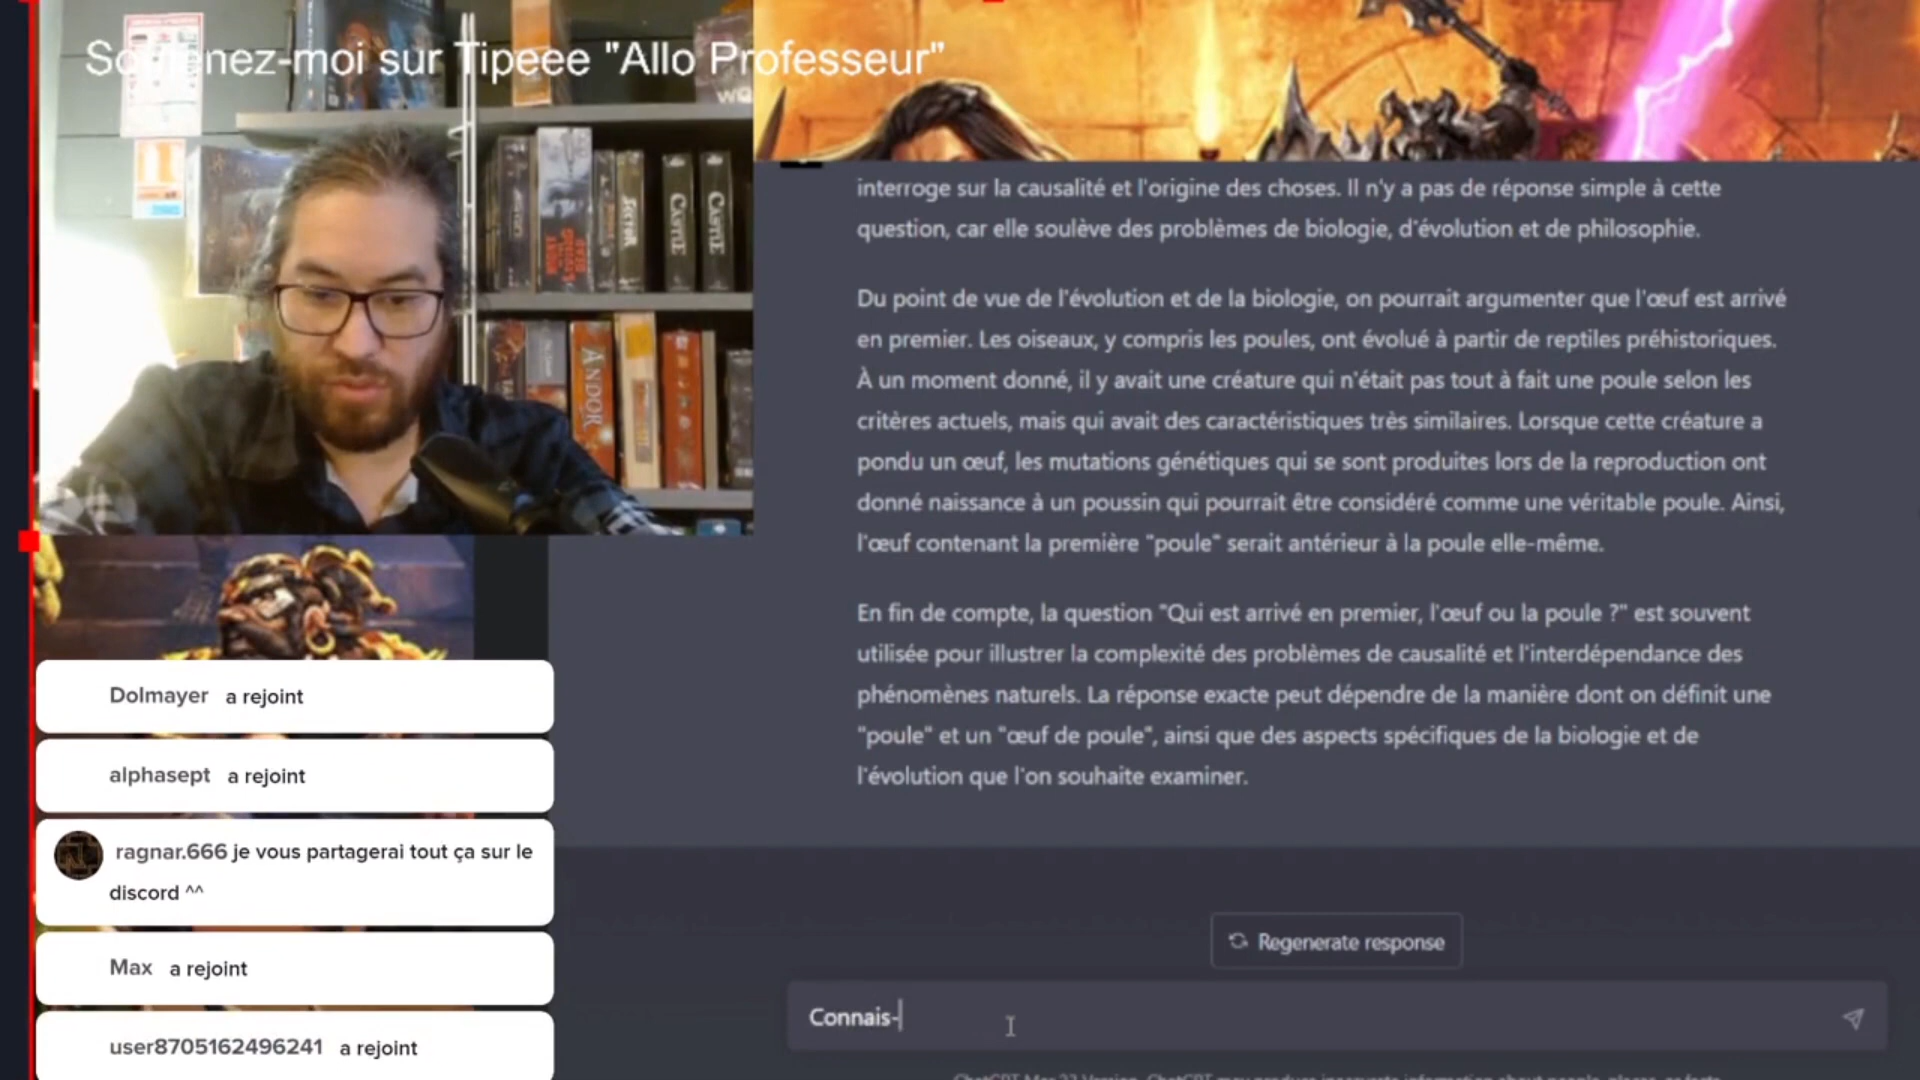 Soutenez-moi sur Tipeee "Allo Professeur"
CASTLE
CASTLE
ANDOR
interroge sur la causalité et l'origine des choses. Il n'y a pas de réponse simple à cette
question, car elle soulève des problèmes de biologie, d'évolution et de philosophie.
Du point de vue de l'évolution et de la biologie, on pourrait argumenter que l'œuf est arrivé
en premier. Les oiseaux, y compris les poules, ont évolué à partir de reptiles préhistoriques.
À un moment donné, il y avait une créature qui n'était pas tout à fait une poule selon les
critères actuels, mais qui avait des caractéristiques très similaires. Lorsque cette créature a
pondu un œuf, les mutations génétiques qui se sont produites lors de la reproduction ont
donné naissance à un poussin qui pourrait être considéré comme une véritable poule. Ainsi,
l'œuf contenant la première "poule" serait antérieur à la poule elle-même.
En fin de compte, la question "Qui est arrivé en premier, l'œuf ou la poule ?" est souvent
utilisée pour illustrer la complexité des problèmes de causalité et l'interdépendance des
phénomènes naturels. La réponse exacte peut dépendre de la manière dont on définit une
"poule" et un "œuf de poule", ainsi que des aspects spécifiques de la biologie et de
l'évolution que l'on souhaite examiner.
Dolmayer a rejoint
alphasept a rejoint
ragnar.666 je vous partagerai tout ça sur le
discord ^^
Max a rejoint
user8705162496241 a rejoint
Regenerate response
Connais-